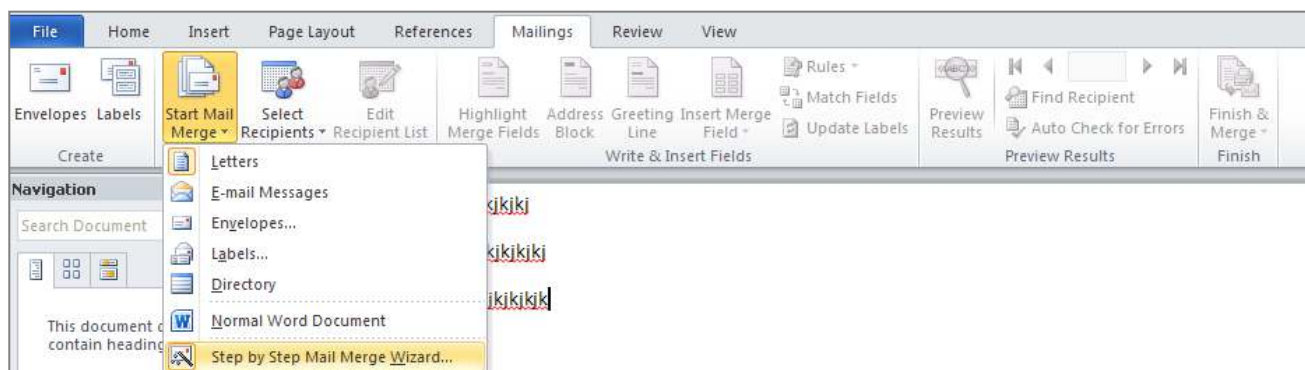 File Home Insert Page Layout References Mailings Review View
Envelopes Labels
Start Mail Merge
Select Recipients
Edit Recipient List
Highlight Merge Fields
Address Block
Greeting Line
Insert Merge Field
Rules
Match Fields
Update Labels
Preview Results
Find Recipient
Auto Check for Errors
Finish & Merge
Create
Write & Insert Fields
Preview Results
Finish
Letters
E-mail Messages
Envelopes...
Labels...
Directory
Normal Word Document
Step by Step Mail Merge Wizard...
Navigation
Search Document
This document
contain heading